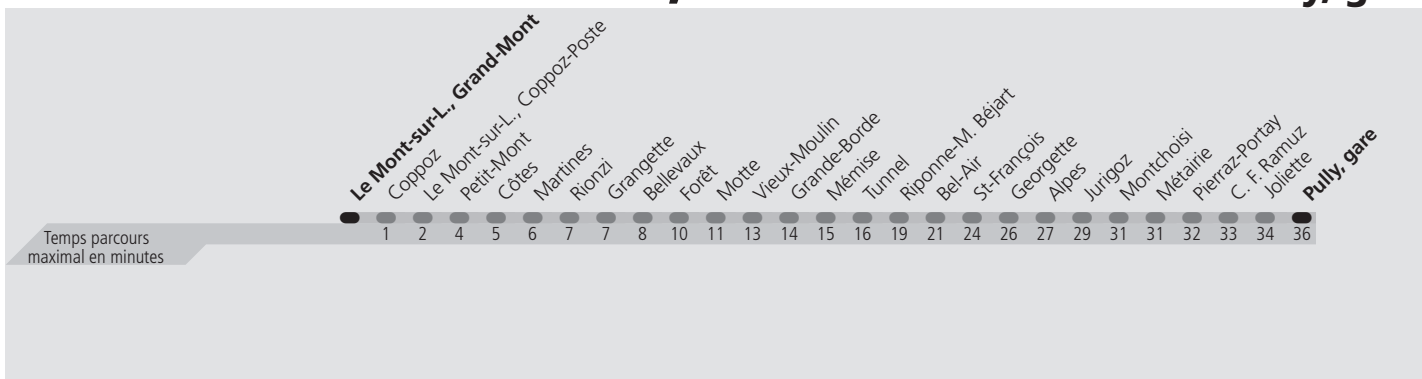 y, g
Le Mont-sur-L., Grand-Mont
Coppoz
Le Mont-sur-L., Coppoz-Poste
Petit-Mont
Côtes
Martines
Rionzi
Grangette
Bellevaux
Forêt
Motte
Vieux-Moulin
Grande-Borde
Mémise
Tunnel
Riponne-M. Béjart
Bel-Air
St-François
Georgette
Alpes
Jurigoz
Montchoisi
Métairie
Pierraz-Portay
C. F. Ramuz
Joliette
Pully, gare
Temps parcours
maximal en minutes
1 2 4 5 6 7 7 8 10 11 13 14 15 16 19 21 24 26 27 29 31 31 32 33 34 36